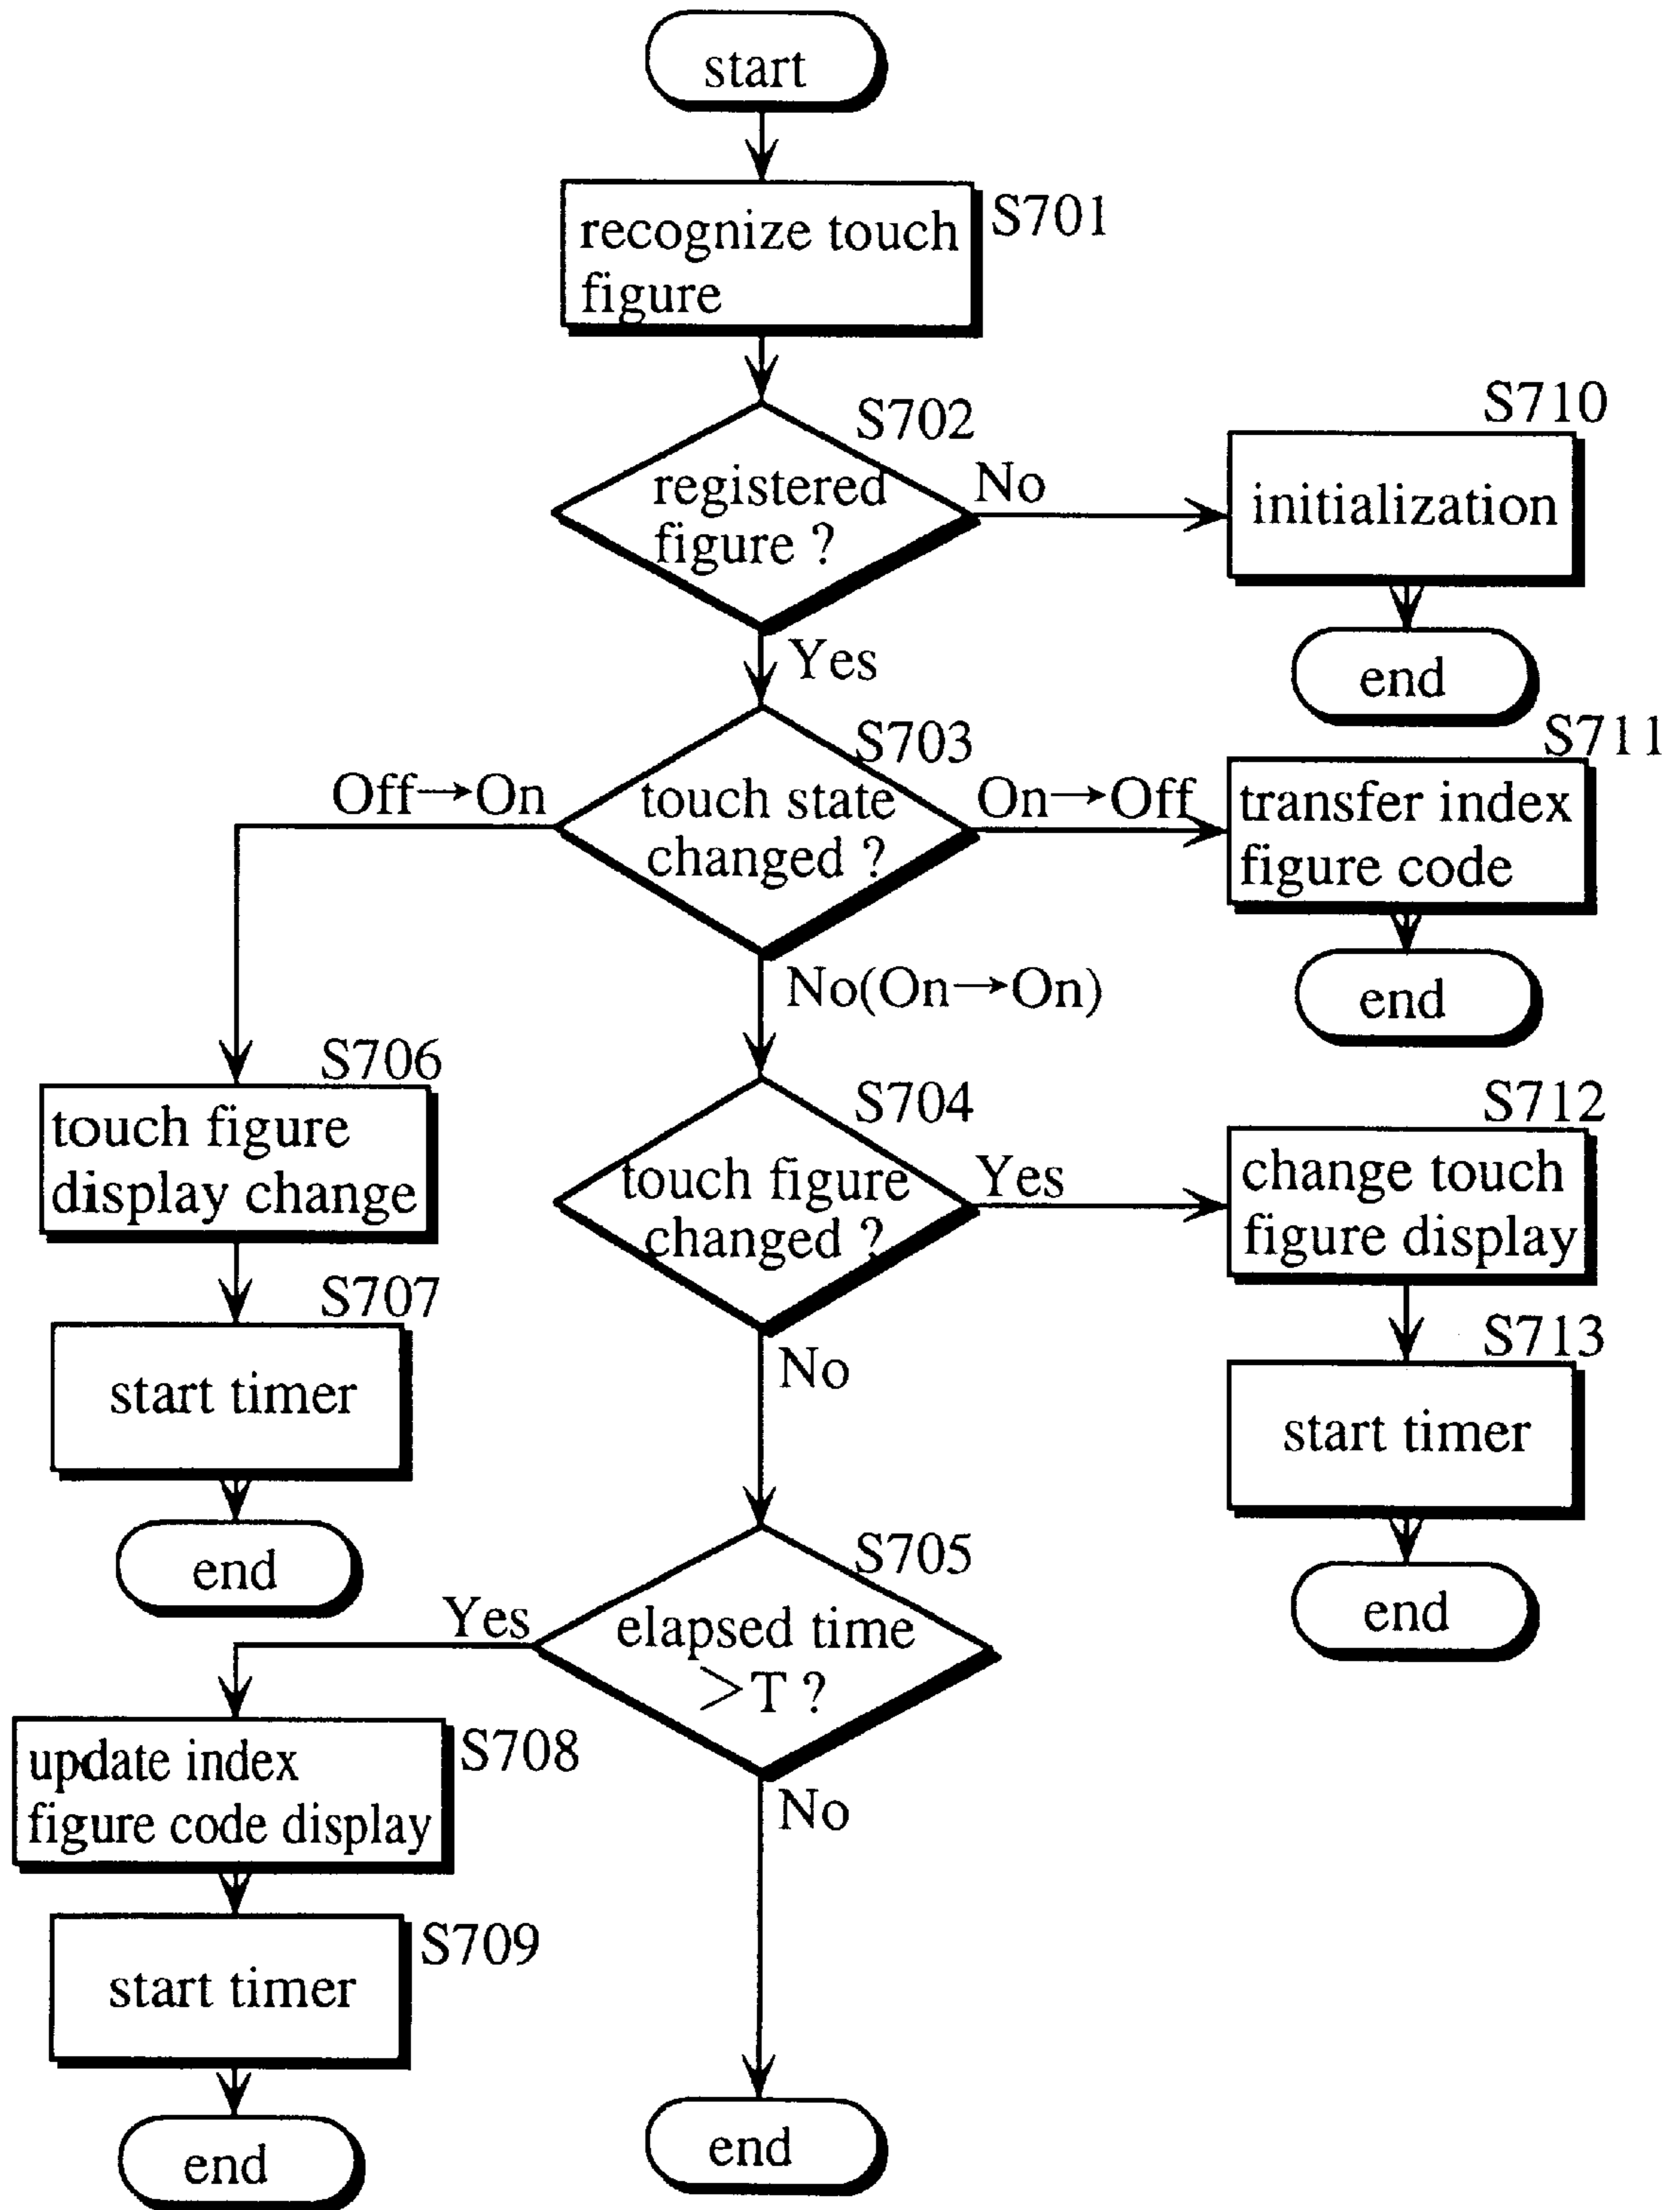 start
recognize touch
figure
S701
S702
registered
figure ?
No
S710
initialization
end
Yes
S703
touch state
changed ?
Off→On
On→Off
S711
transfer index
figure code
end
No(On→On)
S706
touch figure
display change
S704
touch figure
changed ?
Yes
S712
change touch
figure display
S707
start timer
end
No
S713
start timer
end
S705
elapsed time
>T ?
Yes
S708
update index
figure code display
No
S709
start timer
end
end